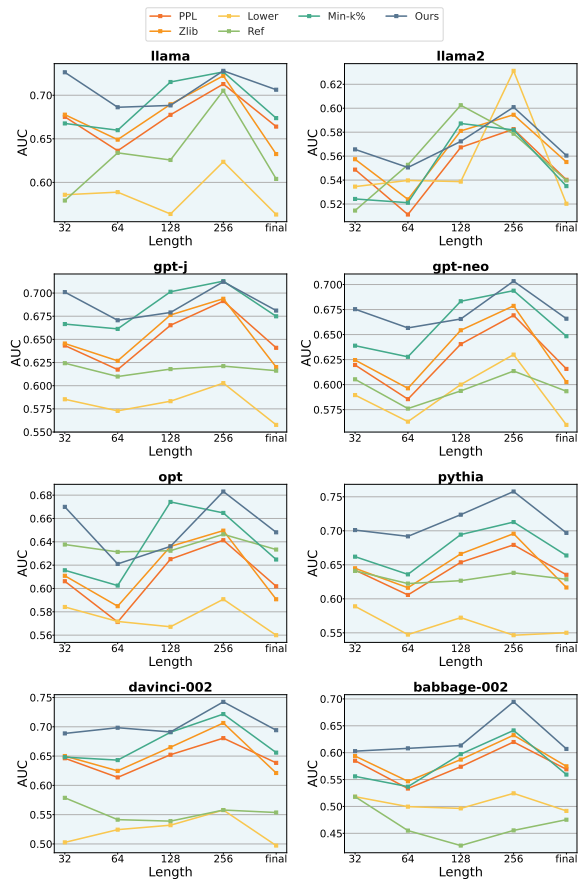 PPL Lower Min-k% Ours
Zlib Ref
llama llama2
AUC
0.70
0.65
0.60
32 64 128 256 final
Length
AUC
0.62
0.60
0.58
0.56
0.54
0.52
32 64 128 256 final
Length
gpt-j gpt-neo
AUC
0.700
0.675
0.650
0.625
0.600
0.575
0.550
32 64 128 256 final
Length
AUC
0.700
0.675
0.650
0.625
0.600
0.575
32 64 128 256 final
Length
opt pythia
AUC
0.68
0.66
0.64
0.62
0.60
0.58
0.56
32 64 128 256 final
Length
AUC
0.75
0.70
0.65
0.60
0.55
32 64 128 256 final
Length
davinci-002 babbage-002
AUC
0.75
0.70
0.65
0.60
0.55
0.50
32 64 128 256 final
Length
AUC
0.70
0.65
0.60
0.55
0.50
0.45
32 64 128 256 final
Length